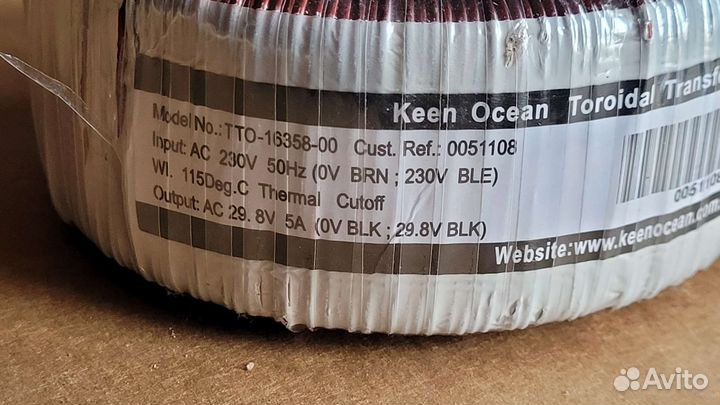 Keen Ocean Toroidal Transf
Model No.: TTO-16358-00 Cust. Ref.: 0051108
Input: AC 230V 50Hz (0V BRN ; 230V BLE)
WI. 115Deg.C Thermal Cutoff
Output: AC 29. 8V 5A (0V BLK ; 29.8V BLK)
0051108
Website:www.keenocean.com
Avito